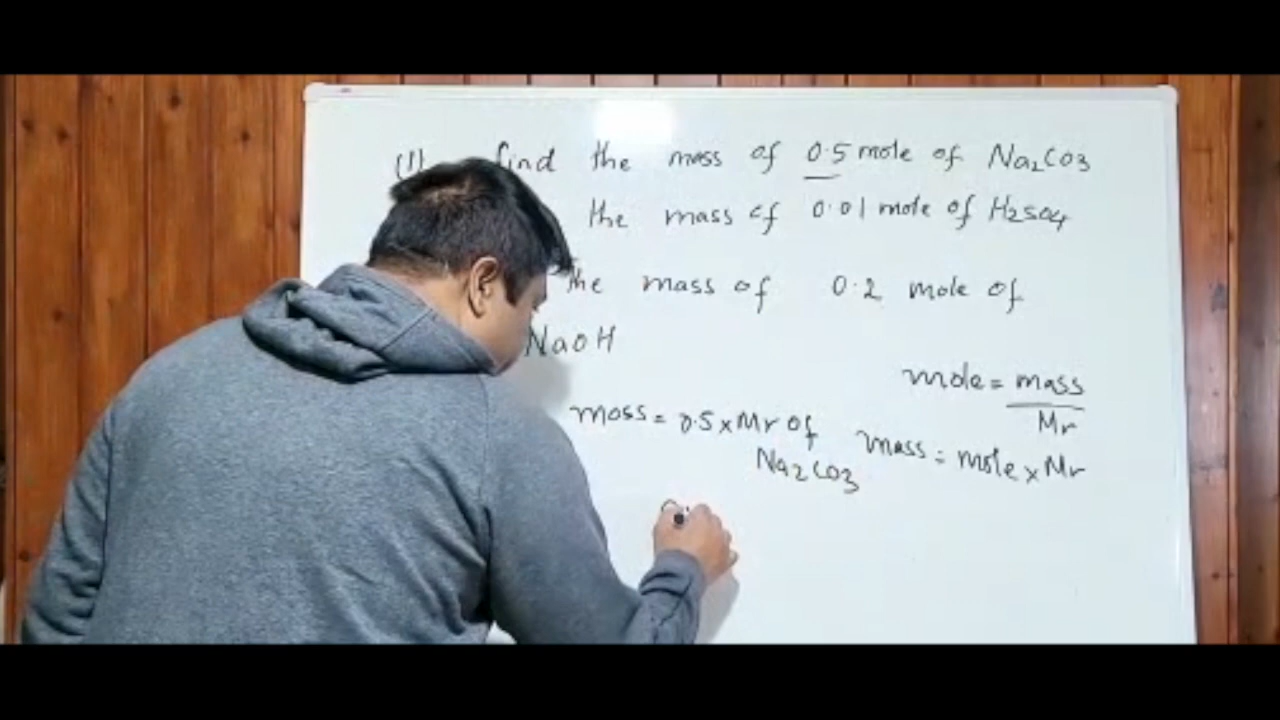 (1) find the mass of 0.5 mole of Na2CO3
the mass of 0.01 mole of H2SO4
the mass of 0.2 mole of
NaOH
mole = mass
Mr
mass = 0.5 x Mr of
Na2CO3
mass = mole x Mr